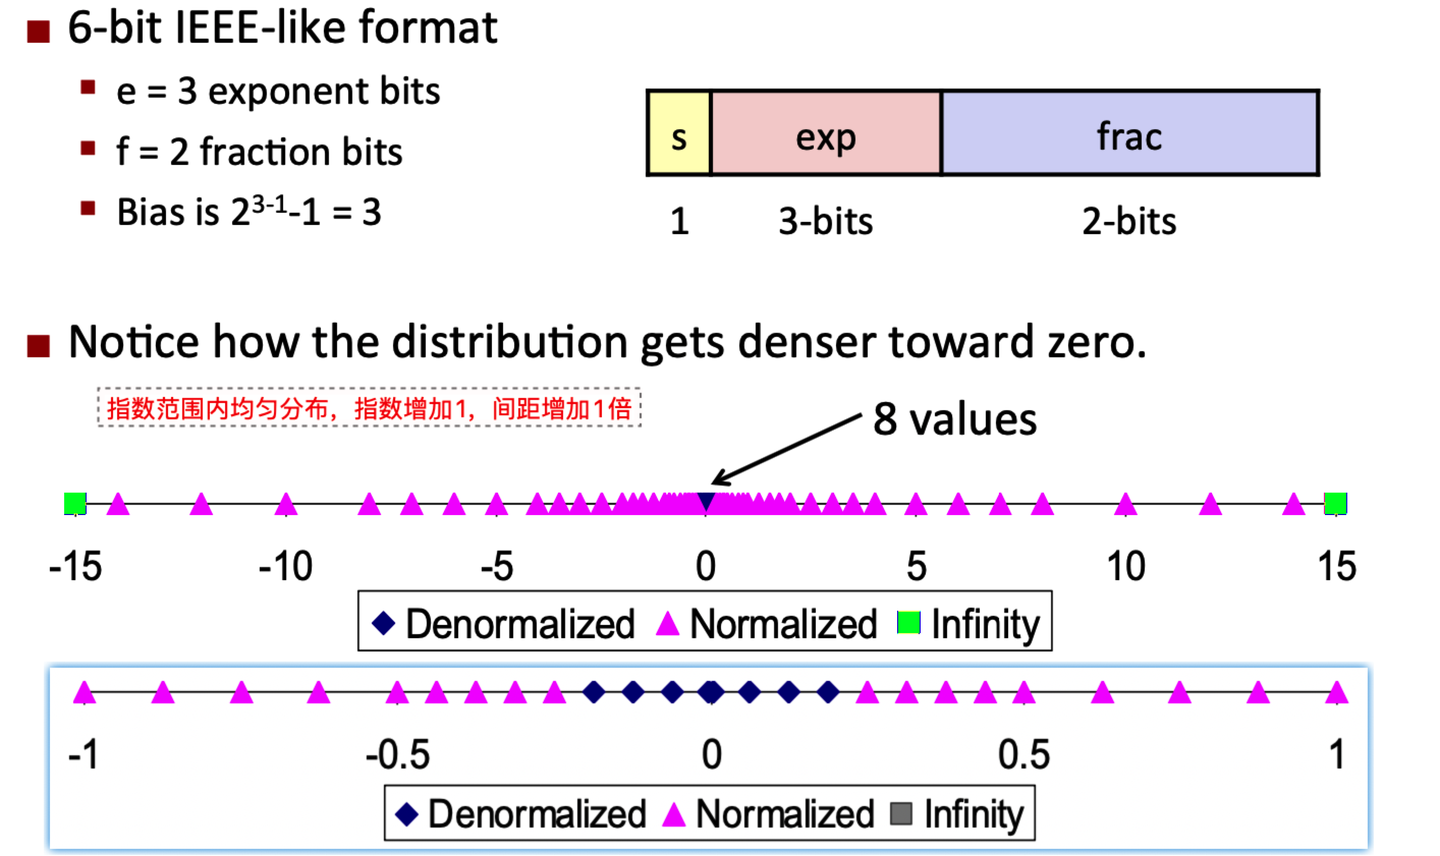 6-bit IEEE-like format
e = 3 exponent bits
f = 2 fraction bits
Bias is 2³⁻¹-1 = 3
s exp frac
1 3-bits 2-bits
Notice how the distribution gets denser toward zero.
指数范围内均匀分布，指数增加1，间距增加1倍
8 values
-15 -10 -5 0 5 10 15
Denormalized Normalized Infinity
-1 -0.5 0 0.5 1
Denormalized Normalized Infinity